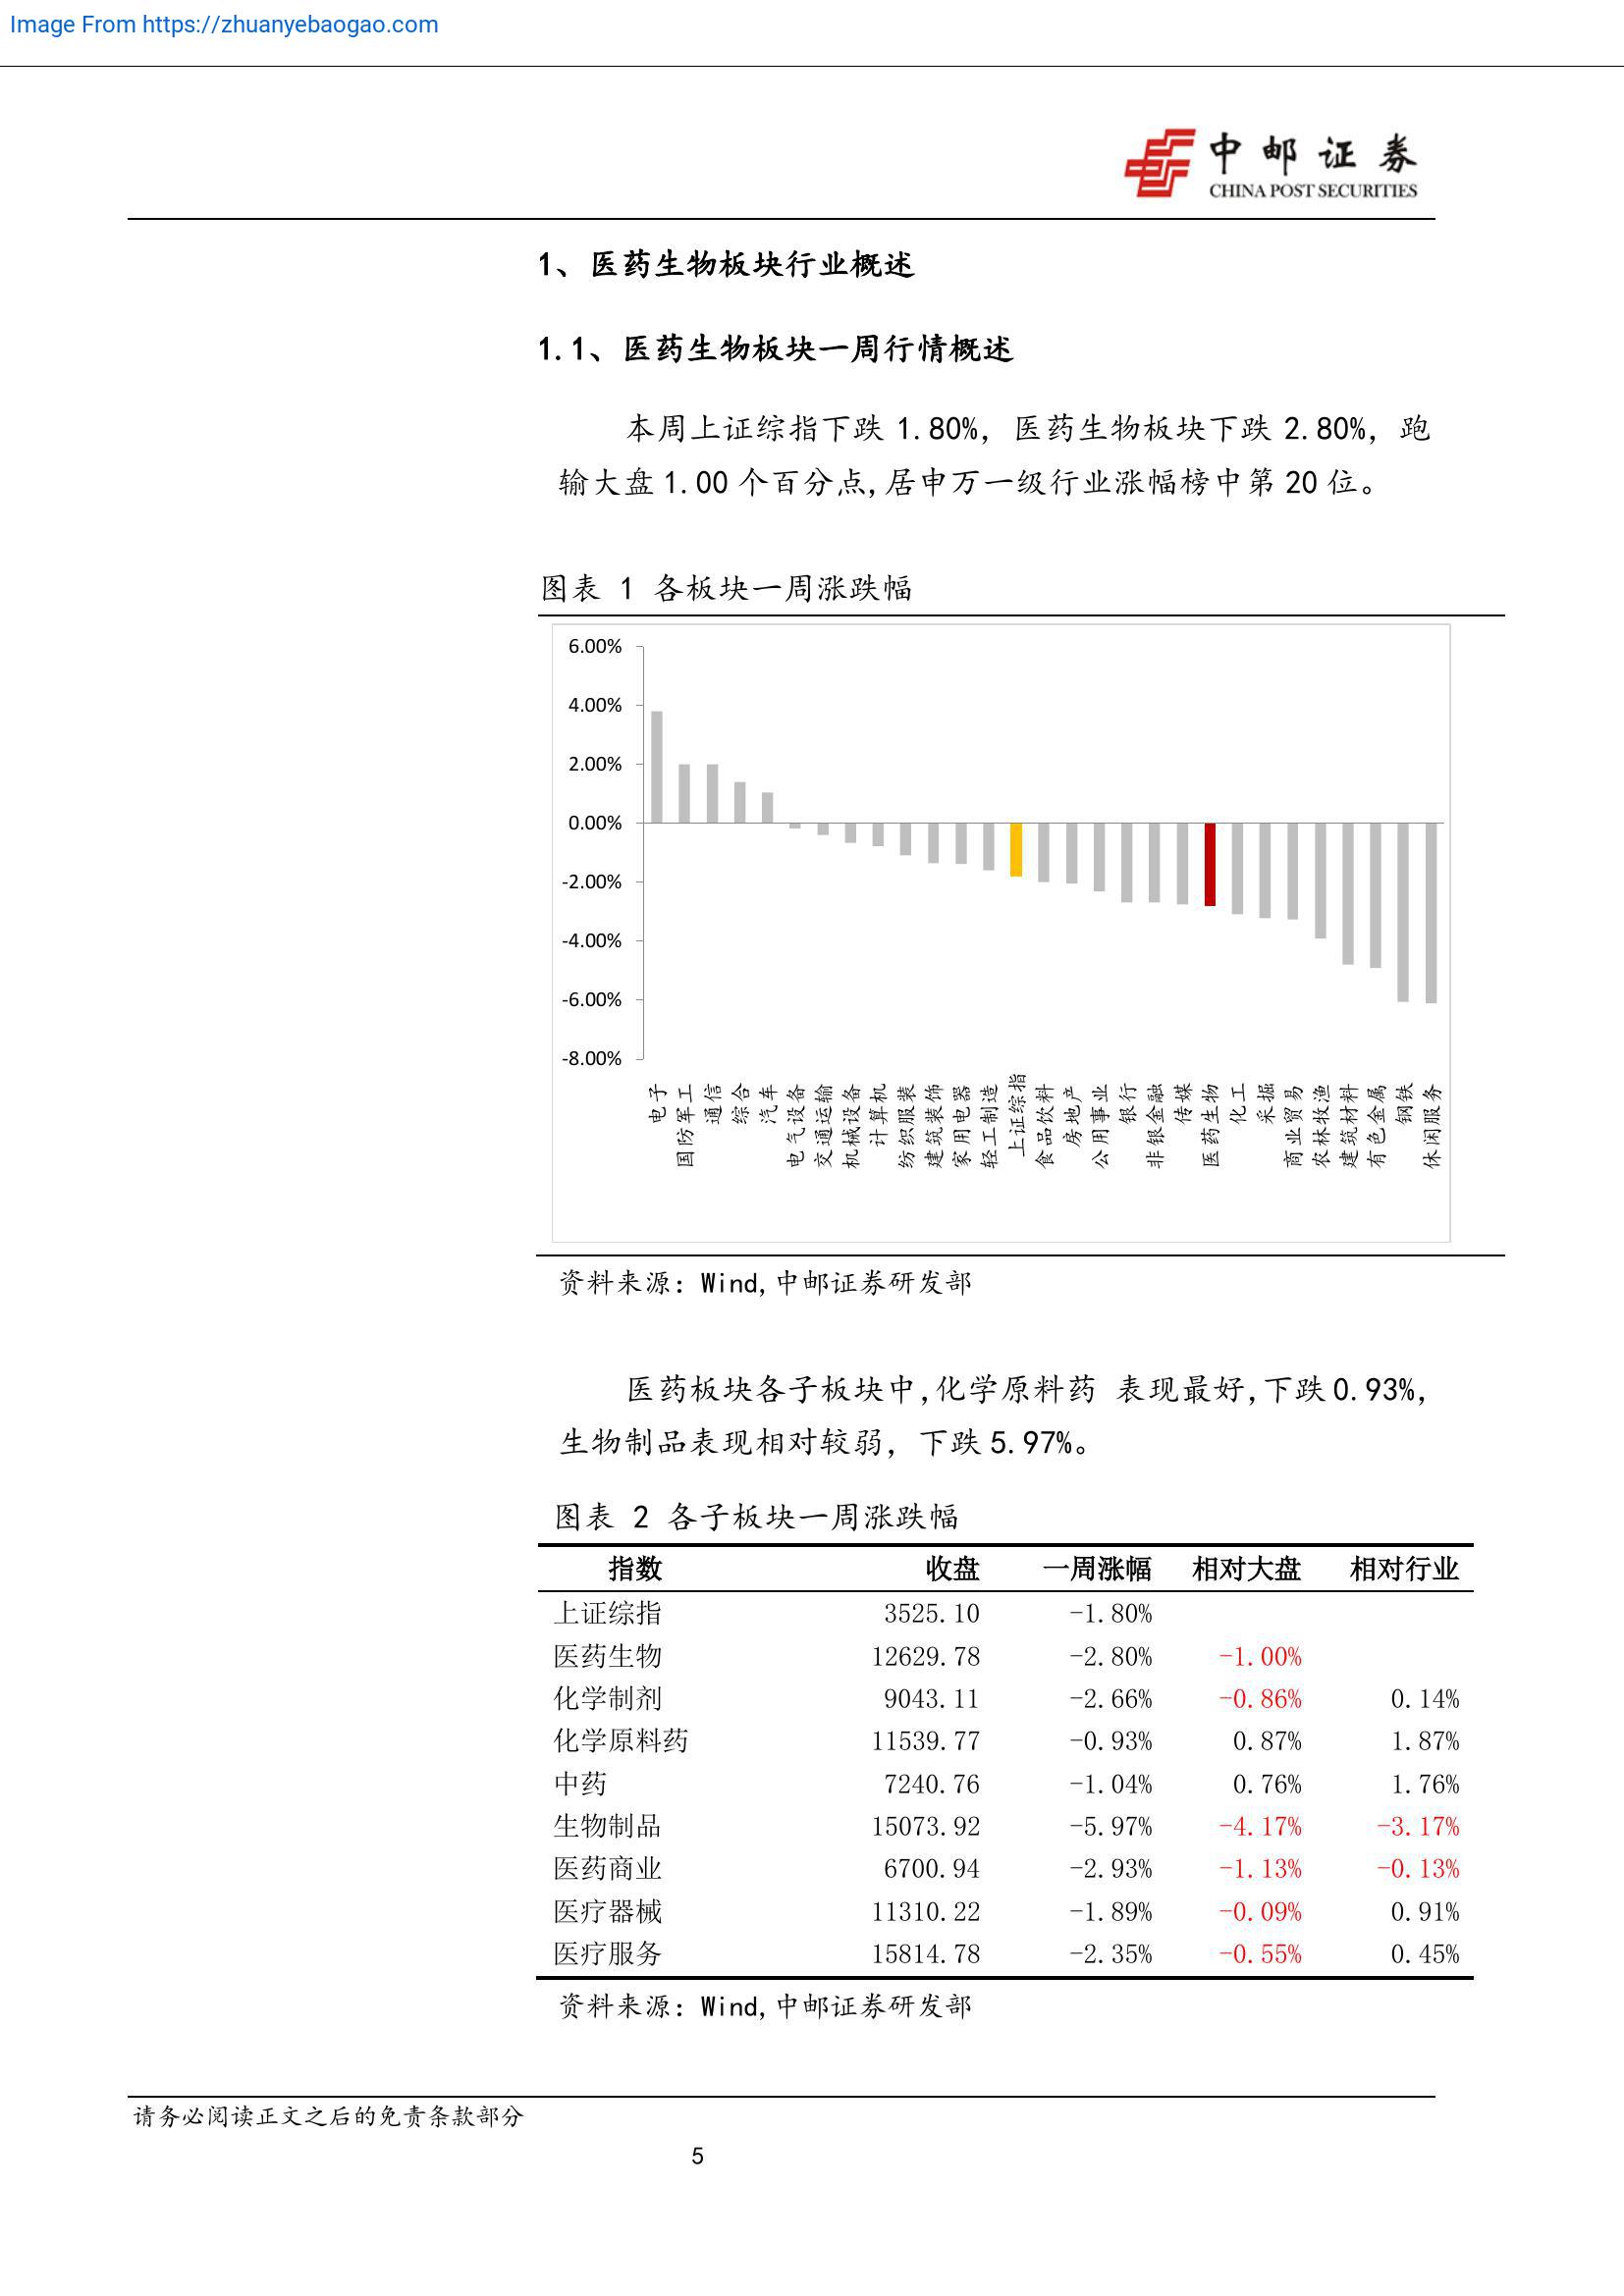 Image From https://zhuanyebaogao.com
中邮证券
CHINA POST SECURITIES
1、医药生物板块行业概述
1.1、医药生物板块一周行情概述
本周上证综指下跌 1.80%，医药生物板块下跌 2.80%，跑
输大盘 1.00 个百分点,居申万一级行业涨幅榜中第 20 位。
图表 1 各板块一周涨跌幅
6.00%
4.00%
2.00%
0.00%
-2.00%
-4.00%
-6.00%
-8.00%
电子
国防军工
通信
综合
汽车
电气设备
交通运输
机械设备
计算机
纺织服装
建筑装饰
家用电器
轻工制造
上证综指
食品饮料
房地产
公用事业
银行
非银金融
传媒
医药生物
化工
采掘
商业贸易
农林牧渔
建筑材料
有色金属
钢铁
休闲服务
资料来源：Wind,中邮证券研发部
医药板块各子板块中,化学原料药 表现最好,下跌 0.93%，
生物制品表现相对较弱，下跌 5.97%。
图表 2 各子板块一周涨跌幅
指数 收盘 一周涨幅 相对大盘 相对行业
上证综指 3525.10 -1.80%
医药生物 12629.78 -2.80% -1.00%
化学制剂 9043.11 -2.66% -0.86% 0.14%
化学原料药 11539.77 -0.93% 0.87% 1.87%
中药 7240.76 -1.04% 0.76% 1.76%
生物制品 15073.92 -5.97% -4.17% -3.17%
医药商业 6700.94 -2.93% -1.13% -0.13%
医疗器械 11310.22 -1.89% -0.09% 0.91%
医疗服务 15814.78 -2.35% -0.55% 0.45%
资料来源：Wind,中邮证券研发部
请务必阅读正文之后的免责条款部分
5